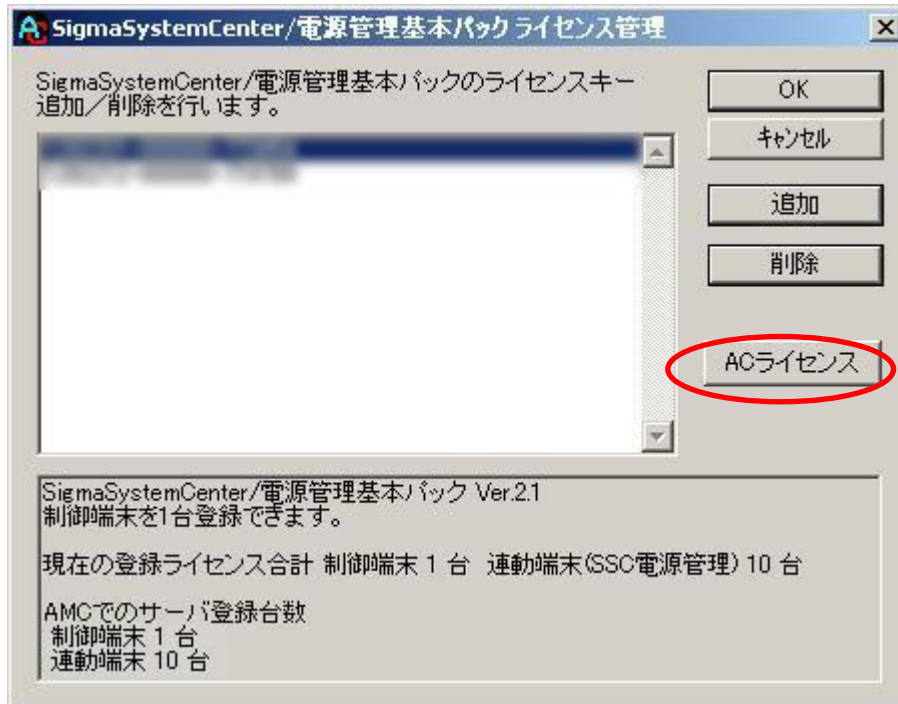 SigmaSystemCenter/電源管理基本パック ライセンス管理
SigmaSystemCenter/電源管理基本パックのライセンスキー
追加／削除を行います。
OK
キャンセル
追加
削除
ACライセンス
SigmaSystemCenter/電源管理基本パック Ver.2.1
制御端末を1台登録できます。
現在の登録ライセンス合計 制御端末 1 台 連動端末(SSC電源管理) 10 台
AMCでのサーバ登録台数
制御端末 1 台
連動端末 10 台